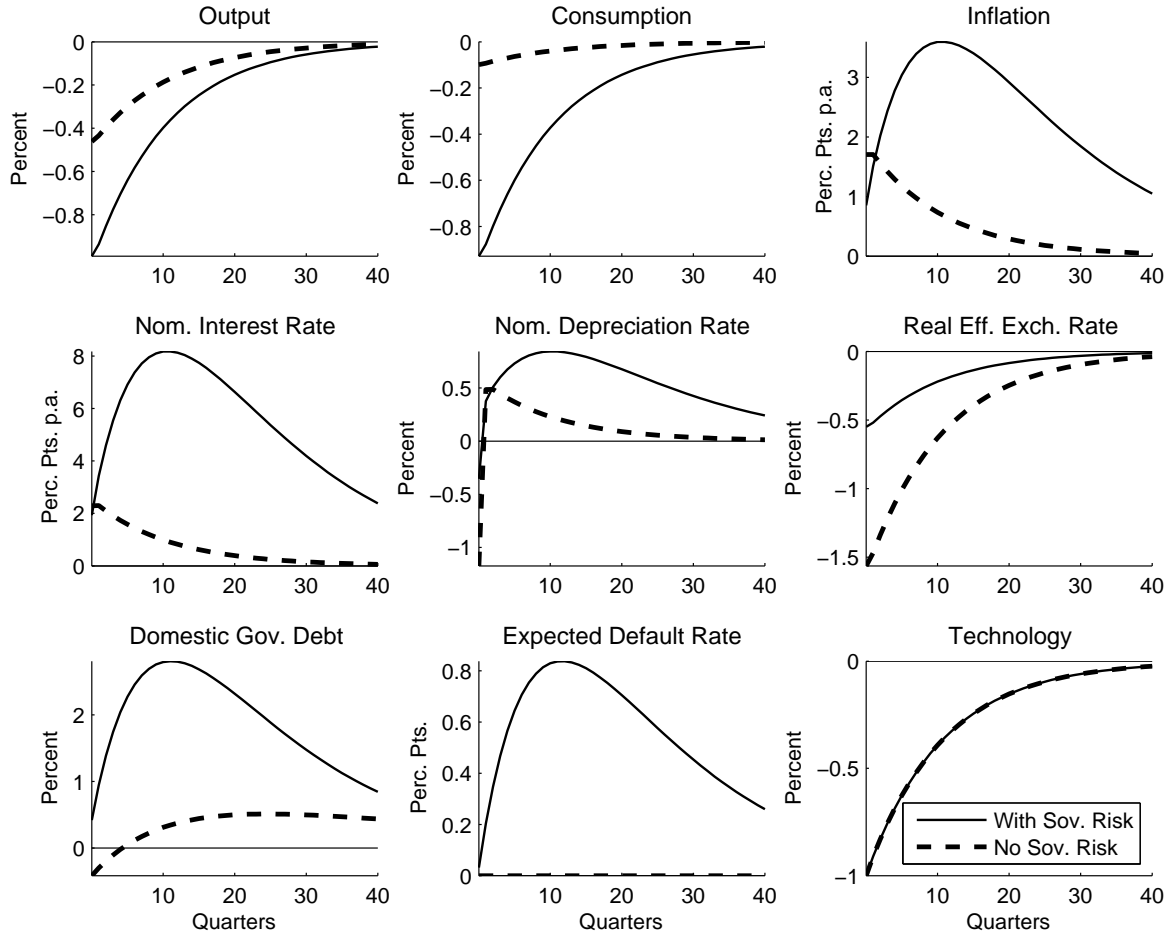 Output
Consumption
Inflation
Percent
0
−0.2
−0.4
−0.6
−0.8
10 20 30 40
Percent
0
−0.2
−0.4
−0.6
−0.8
10 20 30 40
Perc. Pts. p.a.
3
2
1
0
10 20 30 40
Nom. Interest Rate
Nom. Depreciation Rate
Real Eff. Exch. Rate
Perc. Pts. p.a.
8
6
4
2
0
10 20 30 40
Percent
0.5
0
−0.5
−1
10 20 30 40
Percent
0
−0.5
−1
−1.5
10 20 30 40
Domestic Gov. Debt
Expected Default Rate
Technology
Percent
2
1
0
10 20 30 40
Quarters
Perc. Pts.
0.8
0.6
0.4
0.2
0
10 20 30 40
Quarters
Percent
0
−0.5
−1
10 20 30 40
Quarters
With Sov. Risk
No Sov. Risk